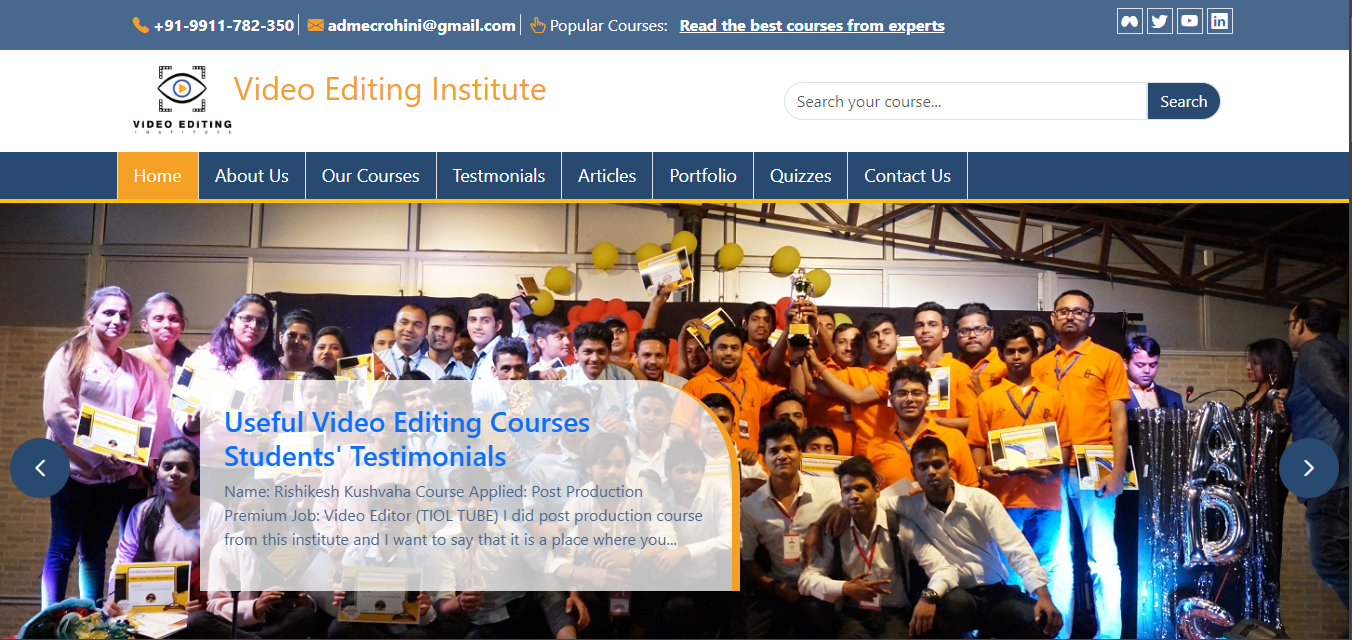 +91-9911-782-350 admecrohini@gmail.com Popular Courses: Read the best courses from experts
VIDEO EDITING
INSTITUTE
Video Editing Institute
Search your course...
Search
Home About Us Our Courses Testmonials Articles Portfolio Quizzes Contact Us
Useful Video Editing Courses
Students' Testimonials
Name: Rishikesh Kushvaha Course Applied: Post Production
Premium Job: Video Editor (TIOL TUBE) I did post production course
from this institute and I want to say that it is a place where you...
A
D